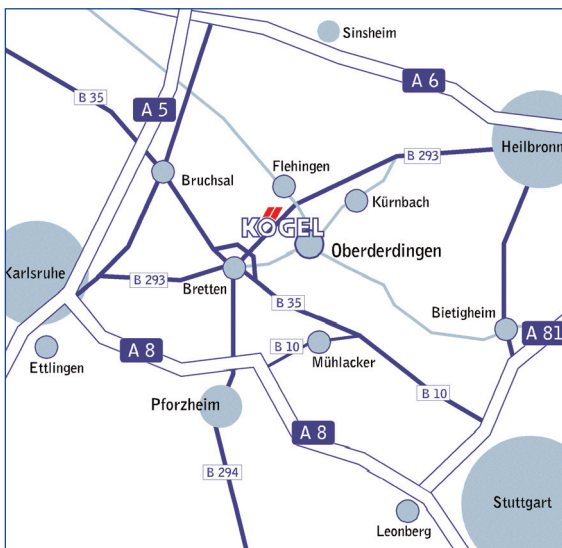 Sinsheim
A 6
B 35
A 5
Heilbronn
B 293
Flehingen
Bruchsal
Kürnbach
KÖGEL
Oberderdingen
Karlsruhe
B 293
Bretten
B 35
Bietigheim
A 81
A 8
B 10
Ettlingen
Mühlacker
B 10
Pforzheim
A 8
B 294
Stuttgart
Leonberg